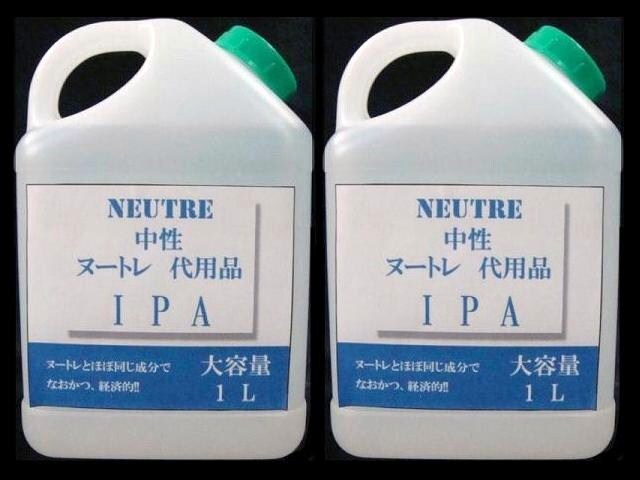 NEUTRE
中性
ヌートレ 代用品
IPA
ヌートレとほぼ同じ成分で
なおかつ、経済的!!
大容量
1L
NEUTRE
中性
ヌートレ 代用品
IPA
ヌートレとほぼ同じ成分で
なおかつ、経済的!!
大容量
1L